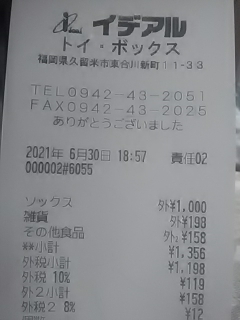 イデアル
トイ・ボックス
福岡県久留米市東合川新町11-33
TEL0942-43-2051
FAX0942-43-2025
ありがとうございました
2021年 6月30日 18:57 責任02
000002#6055
ソックス 外¥1,000
雑貨 外¥198
その他食品 外¥158
**小計 ¥1,356
外税小計 ¥1,198
外税 10% ¥119
外2小計 ¥158
外税2 8% ¥12